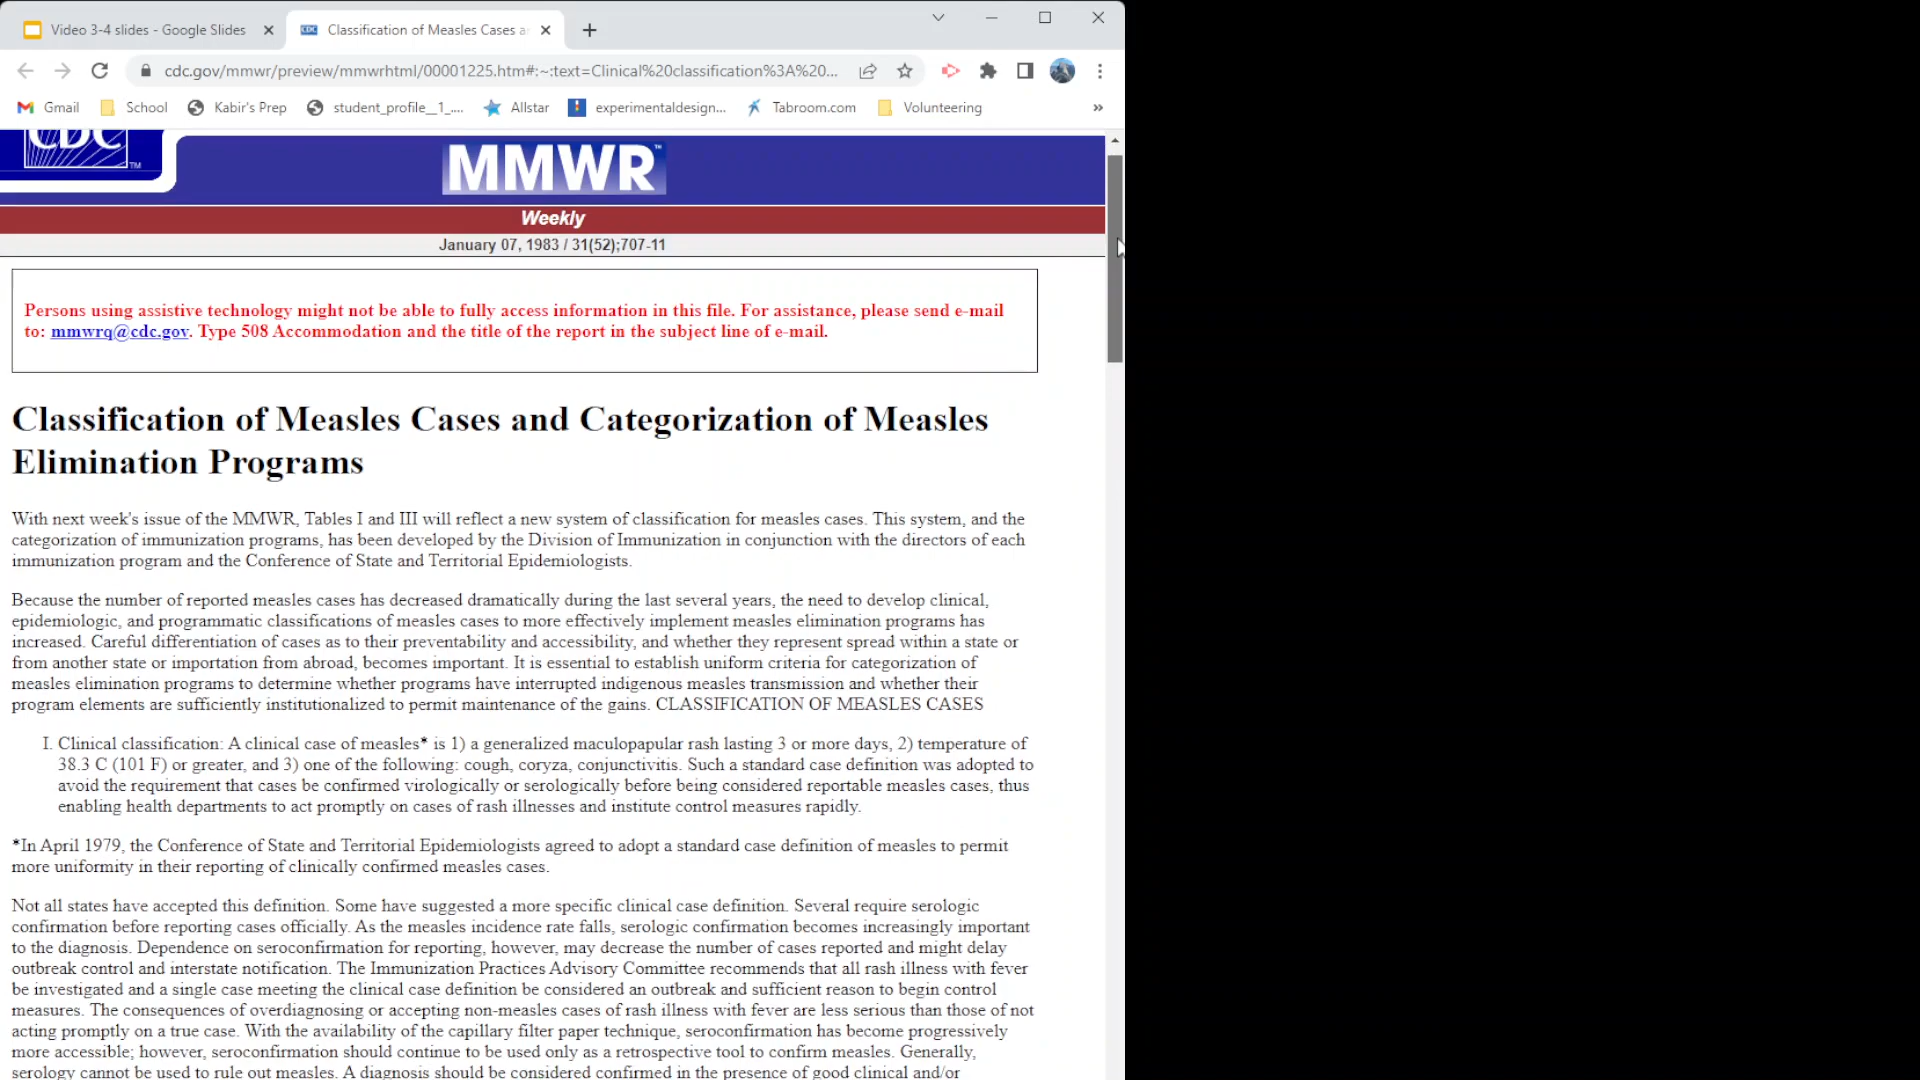 Video 3-4 slides - Google Slides
Classification of Measles Cases a
cdc.gov/mmwr/preview/mmwrhtml/00001225.htm#:~:text=Clinical%20classification%3A%20...
Gmail School Kabir's Prep student_profile__1_.... Allstar experimentaldesign... Tabroom.com Volunteering »
CDC TM
MMWR™
Weekly
January 07, 1983 / 31(52);707-11
Persons using assistive technology might not be able to fully access information in this file. For assistance, please send e-mail
to: mmwrq@cdc.gov. Type 508 Accommodation and the title of the report in the subject line of e-mail.
Classification of Measles Cases and Categorization of Measles
Elimination Programs
With next week's issue of the MMWR, Tables I and III will reflect a new system of classification for measles cases. This system, and the
categorization of immunization programs, has been developed by the Division of Immunization in conjunction with the directors of each
immunization program and the Conference of State and Territorial Epidemiologists.
Because the number of reported measles cases has decreased dramatically during the last several years, the need to develop clinical,
epidemiologic, and programmatic classifications of measles cases to more effectively implement measles elimination programs has
increased. Careful differentiation of cases as to their preventability and accessibility, and whether they represent spread within a state or
from another state or importation from abroad, becomes important. It is essential to establish uniform criteria for categorization of
measles elimination programs to determine whether programs have interrupted indigenous measles transmission and whether their
program elements are sufficiently institutionalized to permit maintenance of the gains. CLASSIFICATION OF MEASLES CASES
I. Clinical classification: A clinical case of measles* is 1) a generalized maculopapular rash lasting 3 or more days, 2) temperature of
38.3 C (101 F) or greater, and 3) one of the following: cough, coryza, conjunctivitis. Such a standard case definition was adopted to
avoid the requirement that cases be confirmed virologically or serologically before being considered reportable measles cases, thus
enabling health departments to act promptly on cases of rash illnesses and institute control measures rapidly.
*In April 1979, the Conference of State and Territorial Epidemiologists agreed to adopt a standard case definition of measles to permit
more uniformity in their reporting of clinically confirmed measles cases.
Not all states have accepted this definition. Some have suggested a more specific clinical case definition. Several require serologic
confirmation before reporting cases officially. As the measles incidence rate falls, serologic confirmation becomes increasingly important
to the diagnosis. Dependence on seroconfirmation for reporting, however, may decrease the number of cases reported and might delay
outbreak control and interstate notification. The Immunization Practices Advisory Committee recommends that all rash illness with fever
be investigated and a single case meeting the clinical case definition be considered an outbreak and sufficient reason to begin control
measures. The consequences of overdiagnosing or accepting non-measles cases of rash illness with fever are less serious than those of not
acting promptly on a true case. With the availability of the capillary filter paper technique, seroconfirmation has become progressively
more accessible; however, seroconfirmation should continue to be used only as a retrospective tool to confirm measles. Generally,
serology cannot be used to rule out measles. A diagnosis should be considered confirmed in the presence of good clinical and/or